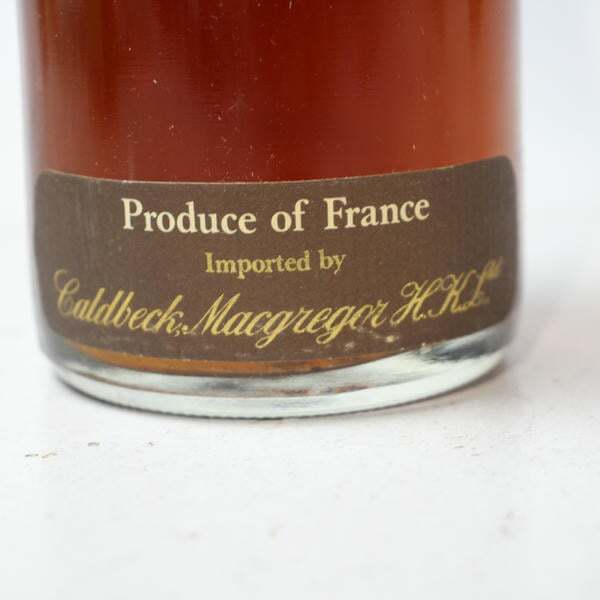 Produce of France
Imported by
Caldbeck, Macgregor H.K. Ltd